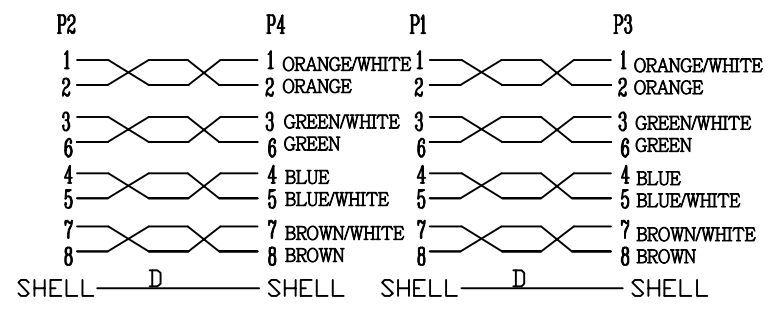 P2 P4 P1 P3
1 1 ORANGE/WHITE 1 1 ORANGE/WHITE
2 2 ORANGE 2 2 ORANGE
3 3 GREEN/WHITE 3 3 GREEN/WHITE
6 6 GREEN 6 6 GREEN
4 4 BLUE 4 4 BLUE
5 5 BLUE/WHITE 5 5 BLUE/WHITE
7 7 BROWN/WHITE 7 7 BROWN/WHITE
8 8 BROWN 8 8 BROWN
SHELL D SHELL SHELL D SHELL